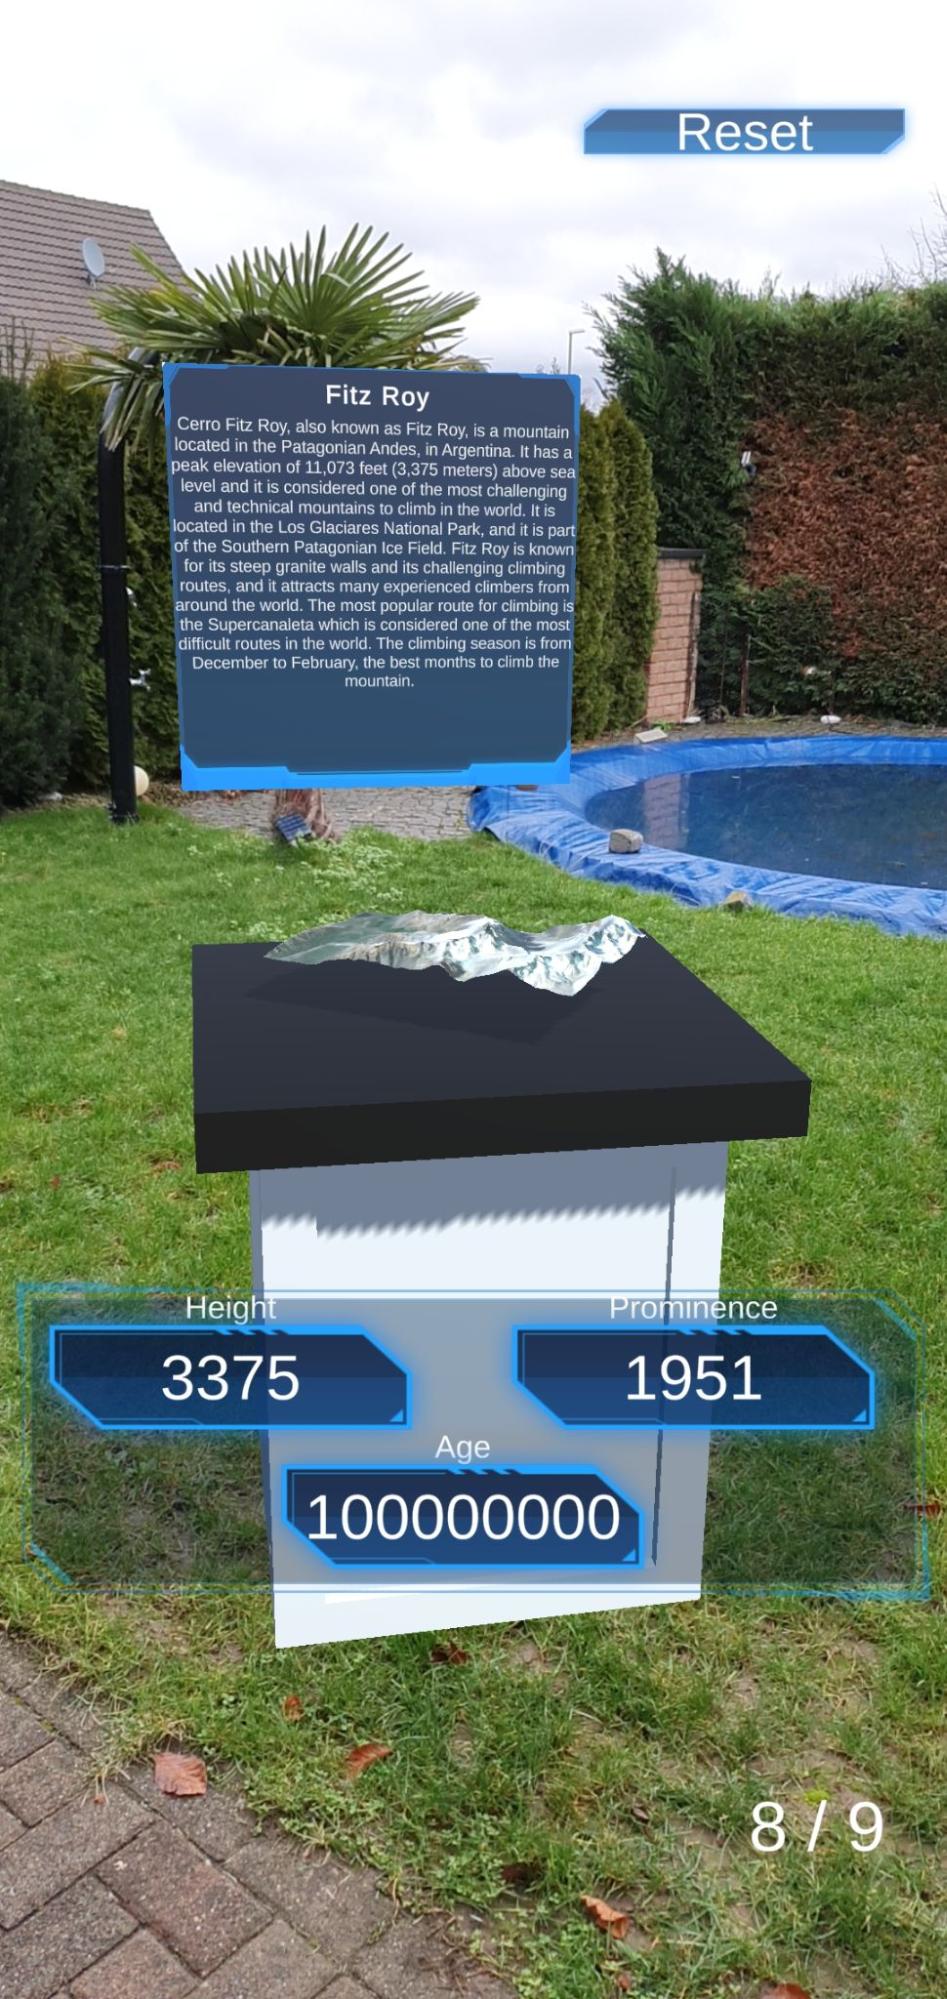 Reset
Fitz Roy
Cerro Fitz Roy, also known as Fitz Roy, is a mountain
located in the Patagonian Andes, in Argentina. It has a
peak elevation of 11,073 feet (3,375 meters) above sea
level and it is considered one of the most challenging
and technical mountains to climb in the world. It is
located in the Los Glaciares National Park, and it is part
of the Southern Patagonian Ice Field. Fitz Roy is known
for its steep granite walls and its challenging climbing
routes, and it attracts many experienced climbers from
around the world. The most popular route for climbing is
the Supercanaleta which is considered one of the most
difficult routes in the world. The climbing season is from
December to February, the best months to climb the
mountain.
Height
Prominence
3375
1951
Age
100000000
8 / 9